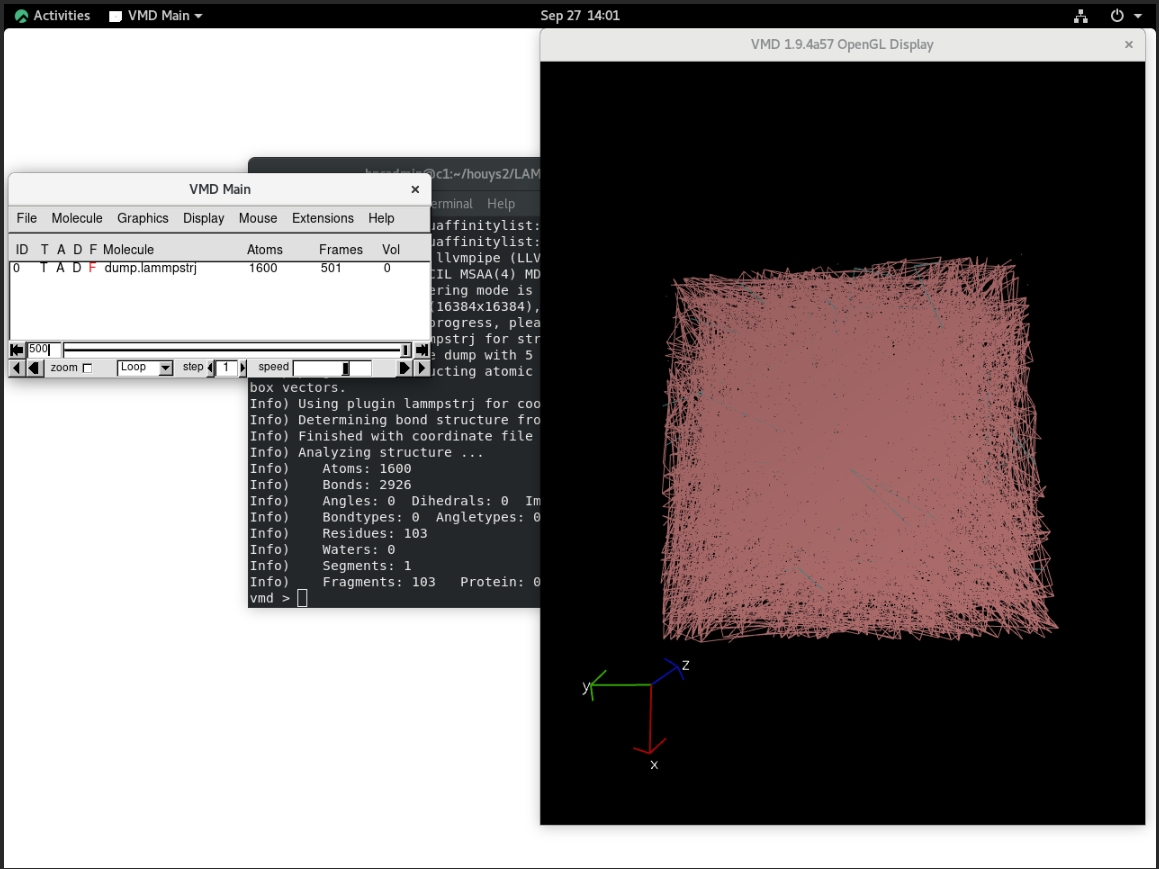 Activities VMD Main Sep 27 14:01
VMD 1.9.4a57 OpenGL Display
@c1:~/houys2/LAM
VMD Main
erminal Help
File Molecule Graphics Display Mouse Extensions Help
ID T A D F Molecule Atoms Frames Vol
0 T A D F dump.lammpstrj 1600 501 0
500
zoom Loop step 1 speed
uaffinitylist:
uaffinitylist:
llvmpipe (LLV
CIL MSAA(4) MD
ering mode is
(16384x16384),
progress, plea
mpstrj for str
e dump with 5
ucting atomic
box vectors.
Info) Using plugin lammpstrj for coo
Info) Determining bond structure fro
Info) Finished with coordinate file
Info) Analyzing structure ...
Info) Atoms: 1600
Info) Bonds: 2926
Info) Angles: 0 Dihedrals: 0 Im
Info) Bondtypes: 0 Angletypes: 0
Info) Residues: 103
Info) Waters: 0
Info) Segments: 1
Info) Fragments: 103 Protein: 0
vmd >
z
y
x